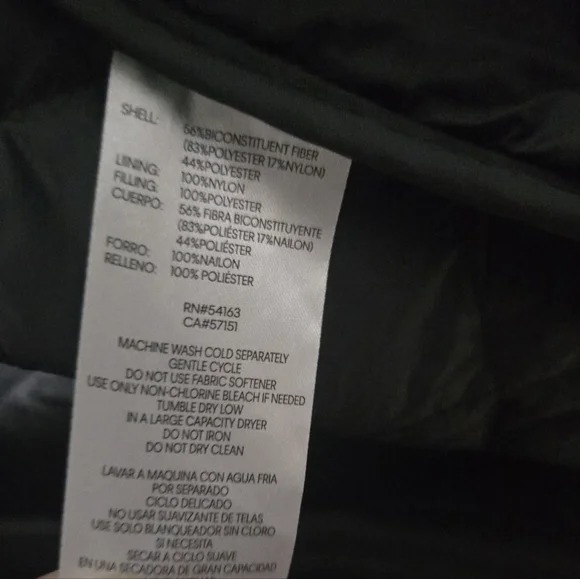 SHELL: 56%BICONSTITUENT FIBER
(83%POLYESTER 17%NYLON)
44%POLYESTER
LINING: 100%NYLON
FILLING: 100%POLYESTER
CUERPO: 56% FIBRA BICONSTITUYENTE
(83%POLIÉSTER 17%NAILON)
44%POLIÉSTER
FORRO: 100%NAILON
RELLENO: 100% POLIÉSTER
RN#54163
CA#57151
MACHINE WASH COLD SEPARATELY
GENTLE CYCLE
DO NOT USE FABRIC SOFTENER
USE ONLY NON-CHLORINE BLEACH IF NEEDED
TUMBLE DRY LOW
IN A LARGE CAPACITY DRYER
DO NOT IRON
DO NOT DRY CLEAN
LAVAR A MAQUINA CON AGUA FRIA
POR SEPARADO
CICLO DELICADO
NO USAR SUAVIZANTE DE TELAS
USE SOLO BLANQUEADOR SIN CLORO
SI NECESITA
SECAR A CICLO SUAVE
EN UNA SECADORA DE GRAN CAPACIDAD